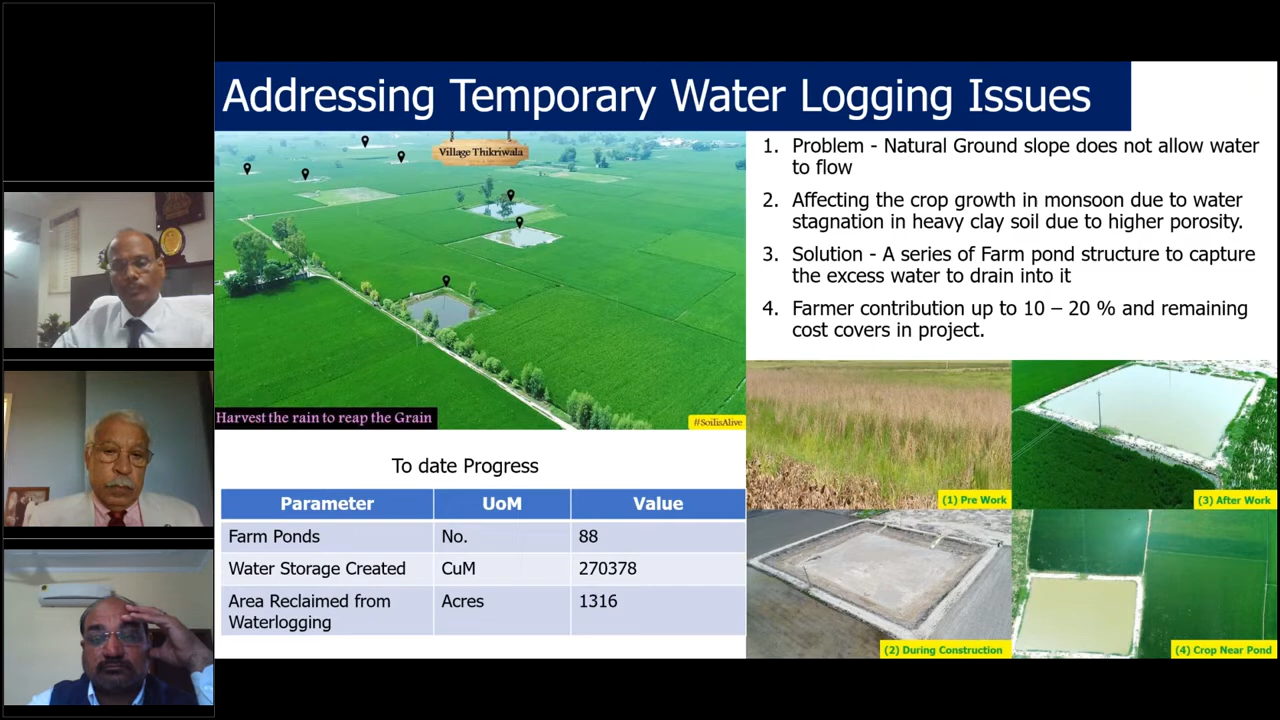 Addressing Temporary Water Logging Issues
Village Thikriwala
Harvest the rain to reap the Grain
#SoilisAlive
1. Problem - Natural Ground slope does not allow water
to flow
2. Affecting the crop growth in monsoon due to water
stagnation in heavy clay soil due to higher porosity.
3. Solution - A series of Farm pond structure to capture
the excess water to drain into it
4. Farmer contribution up to 10 – 20 % and remaining
cost covers in project.
To date Progress
Parameter UoM Value
Farm Ponds No. 88
Water Storage Created CuM 270378
Area Reclaimed from Acres 1316
Waterlogging
(1) Pre Work
(3) After Work
(2) During Construction
(4) Crop Near Pond